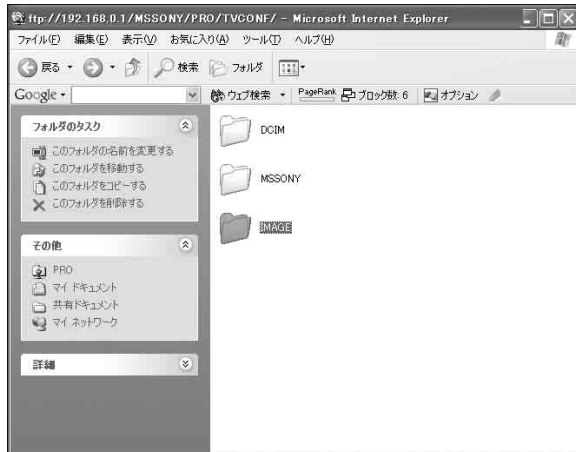 ftp://192.168.0.1/MSSONY/PRO/TVCONF/ - Microsoft Internet Explorer
ファイル(F) 編集(E) 表示(V) お気に入り(A) ツール(T) ヘルプ(H)
戻る 検索 フォルダ
Google ウェブ検索 PageRank ブロック数: 6 オプション
フォルダのタスク
このフォルダの名前を変更する
このフォルダを移動する
このフォルダをコピーする
このフォルダを削除する
その他
PRO
マイ ドキュメント
共有ドキュメント
マイ ネットワーク
詳細
DCIM
MSSONY
IMAGE